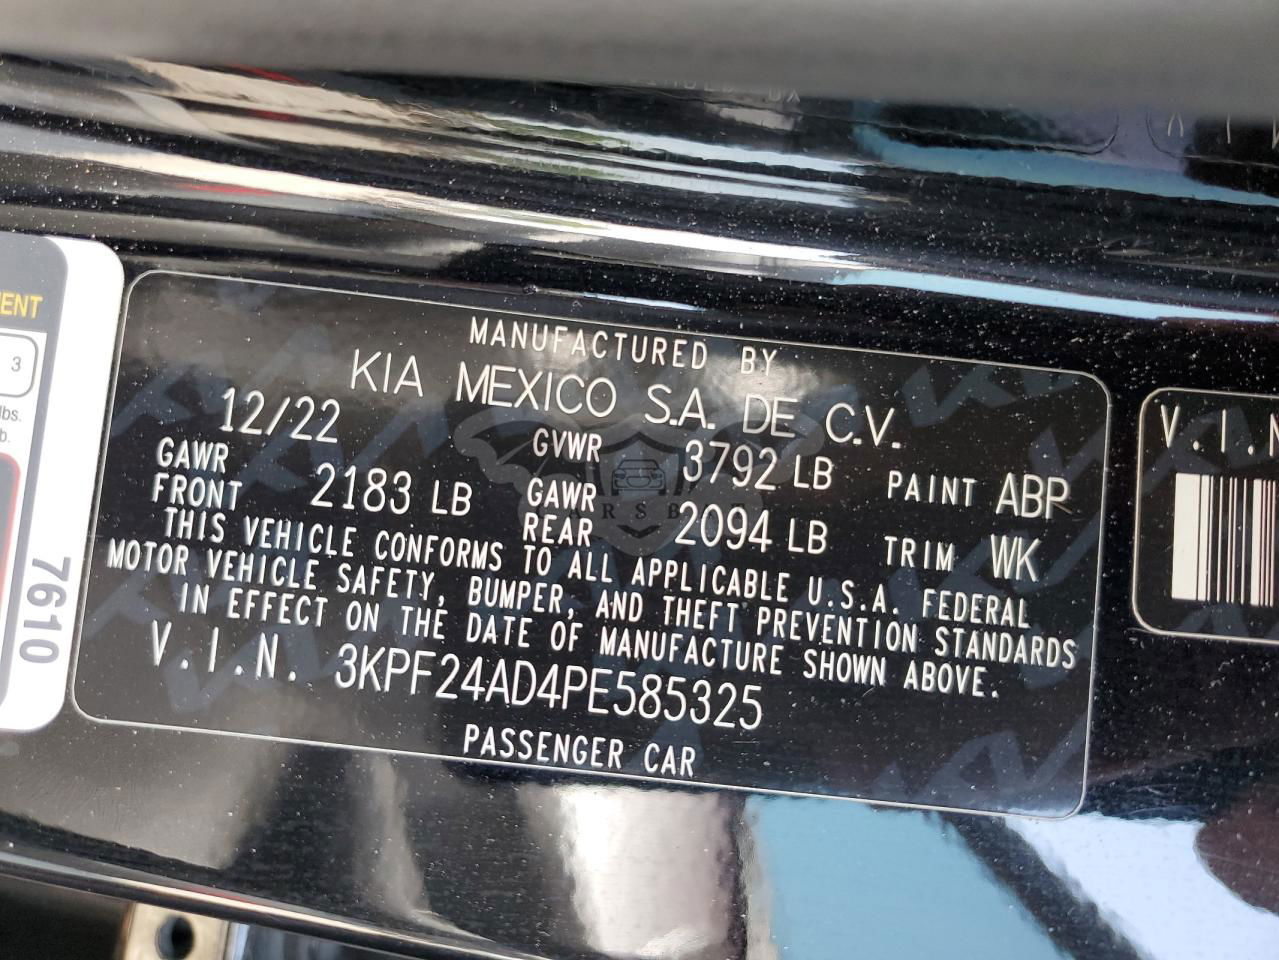 MANUFACTURED BY
KIA MEXICO S.A. DE C.V.
12/22 GVWR 3792 LB
GAWR FRONT 2183 LB GAWR REAR 2094 LB
PAINT ABP
TRIM WK
THIS VEHICLE CONFORMS TO ALL APPLICABLE U.S.A. FEDERAL
MOTOR VEHICLE SAFETY, BUMPER, AND THEFT PREVENTION STANDARDS
IN EFFECT ON THE DATE OF MANUFACTURE SHOWN ABOVE.
V.I.N. 3KPF24AD4PE585325
PASSENGER CAR
3
lbs.
7610
V.I.N